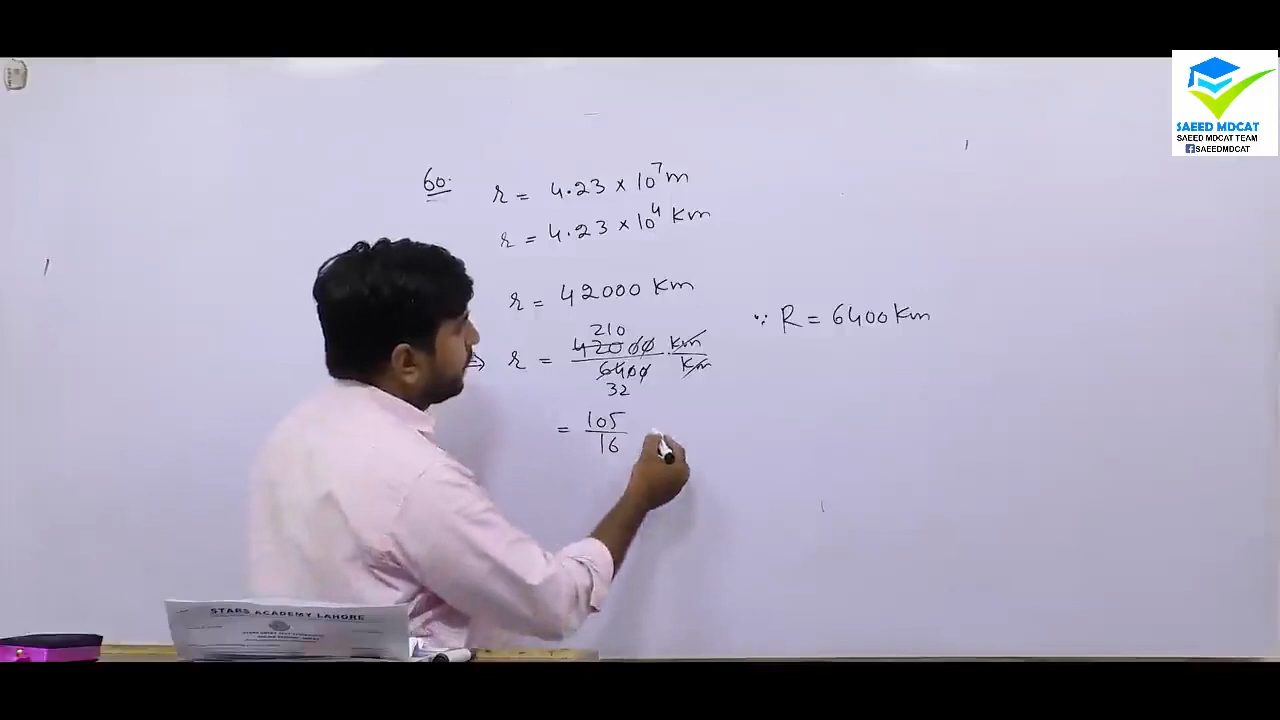 SAEED MDCAT
SAEED MDCAT TEAM
SAEEDMDCAT
60.
r = 4.23 × 10⁷ m
r = 4.23 × 10⁴ Km
r = 42000 Km
∵ R = 6400 Km
210
⇒ r = 42000/6400 · Km/Km
32
= 105/16
STARS ACADEMY LAHORE